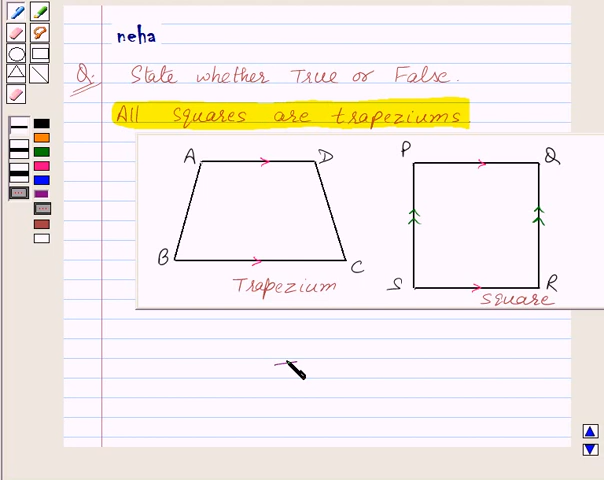 neha
Q. State whether True or False.
All squares are trapeziums.
A D
B C
Trapezium
P Q
S R
Square